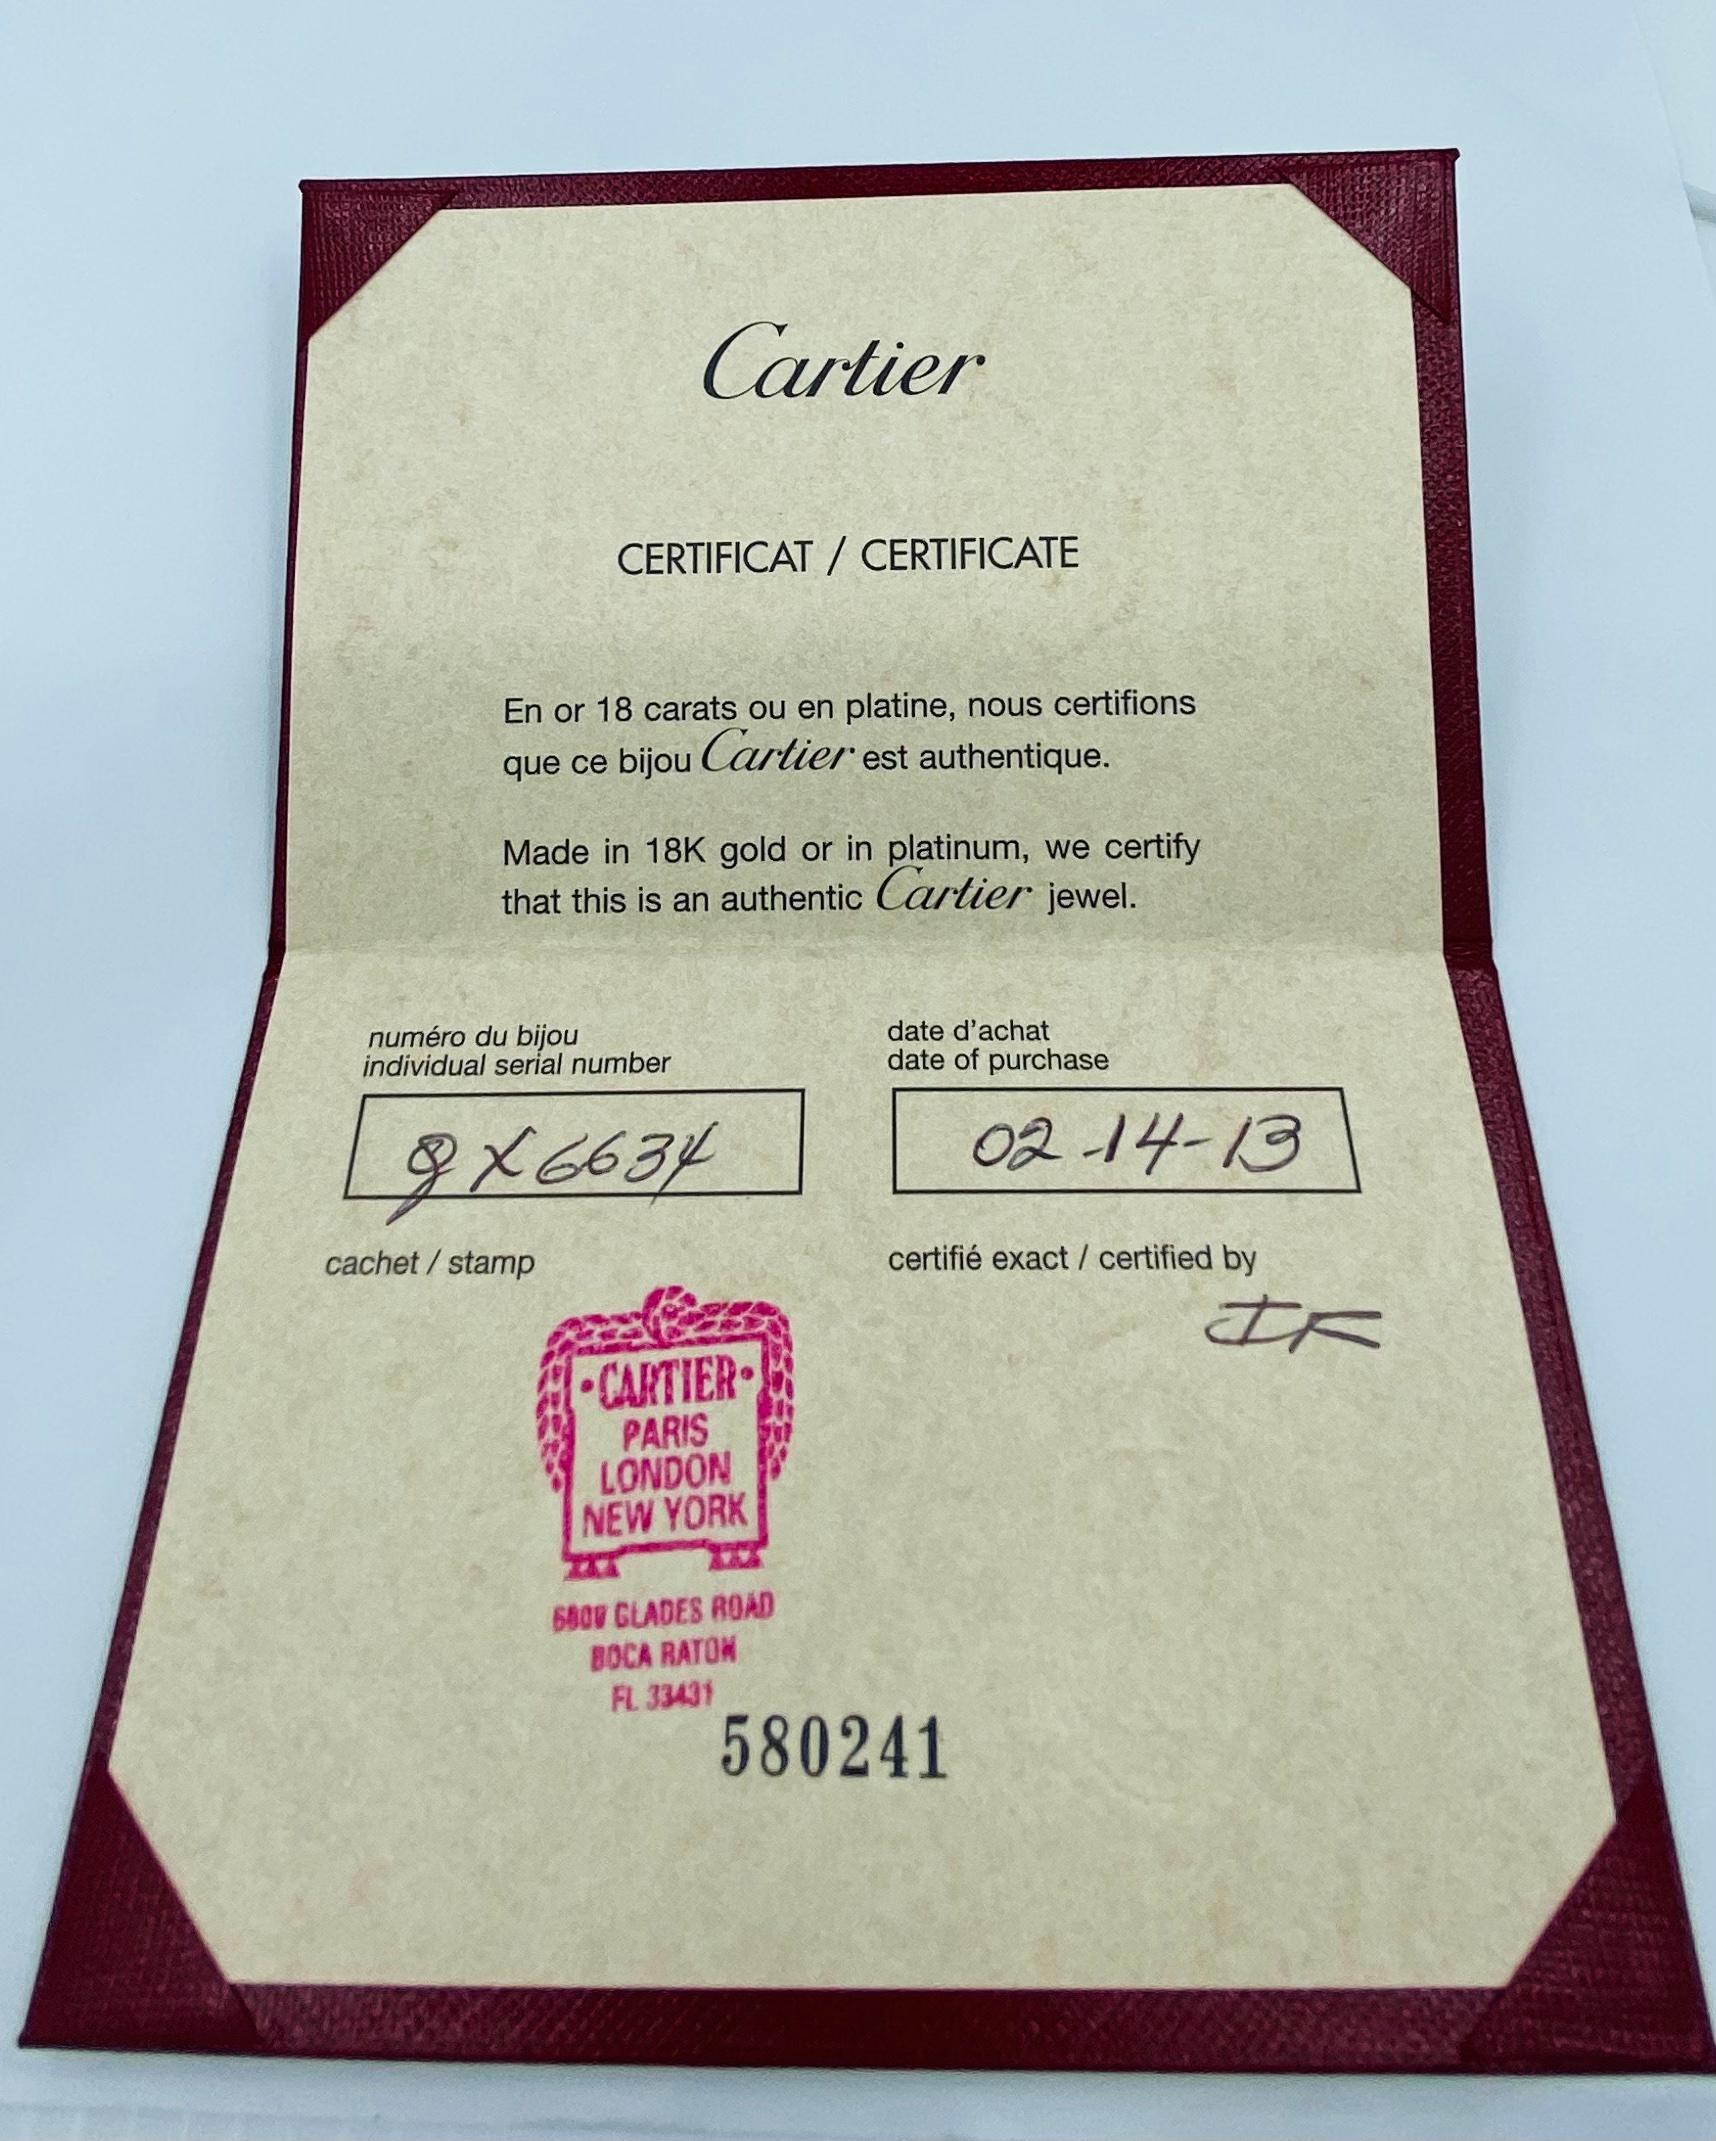 Cartier
CERTIFICAT / CERTIFICATE
En or 18 carats ou en platine, nous certifions
que ce bijou Cartier est authentique.
Made in 18K gold or in platinum, we certify
that this is an authentic Cartier jewel.
numéro du bijou
individual serial number
X6634
date d'achat
date of purchase
02-14-13
cachet / stamp
certifié exact / certified by
·CARTIER·
PARIS
LONDON
NEW YORK
GLADES ROAD
BOCA RATON
FL 33431
580241